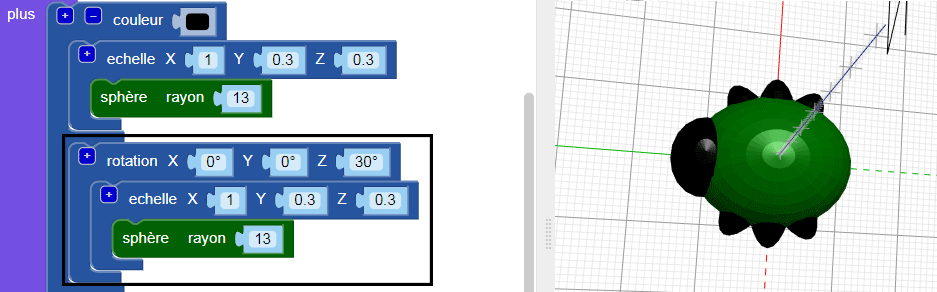 plus + − couleur
+ echelle X 1 Y 0.3 Z 0.3
sphère rayon 13
+ rotation X 0° Y 0° Z 30°
+ echelle X 1 Y 0.3 Z 0.3
sphère rayon 13